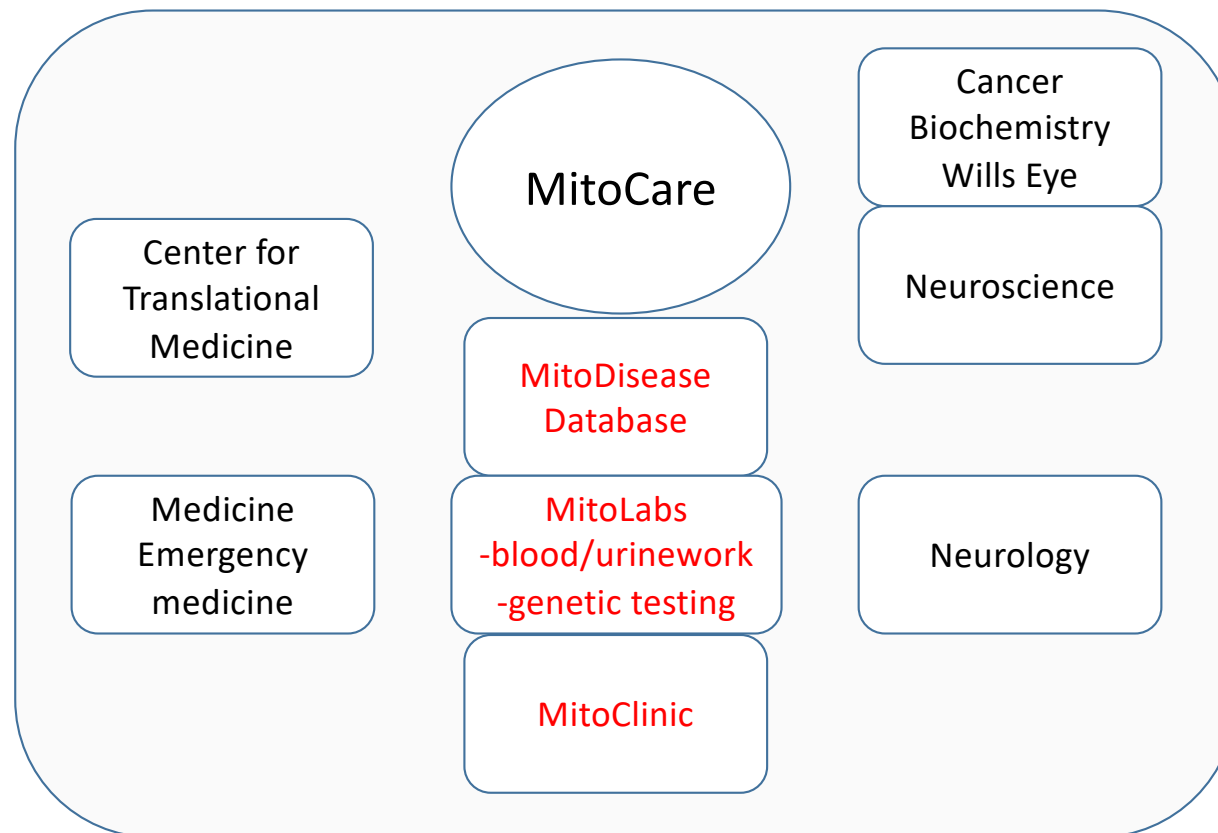 MitoCare
Cancer
Biochemistry
Wills Eye
Center for
Translational
Medicine
Neuroscience
MitoDisease
Database
Medicine
Emergency
medicine
MitoLabs
-blood/urinework
-genetic testing
Neurology
MitoClinic